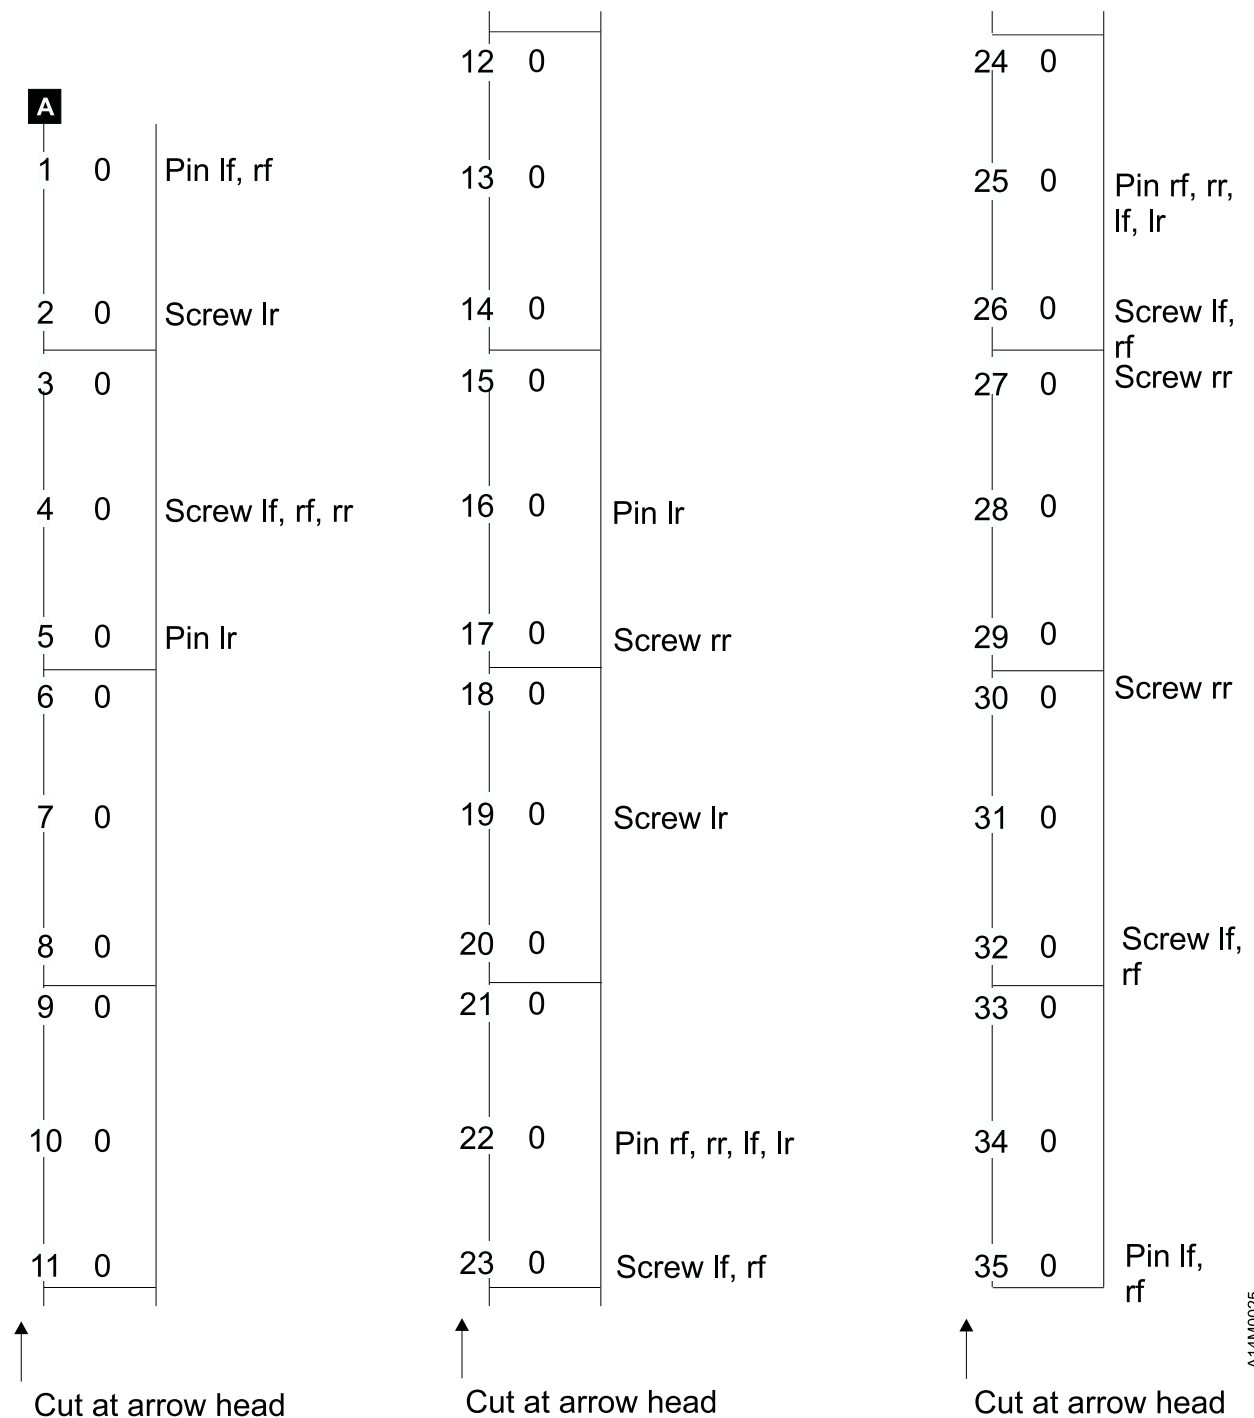 A
1 0 Pin lf, rf
2 0 Screw lr
3 0
4 0 Screw lf, rf, rr
5 0 Pin lr
6 0
7 0
8 0
9 0
10 0
11 0
Cut at arrow head
12 0
13 0
14 0
15 0
16 0 Pin lr
17 0 Screw rr
18 0
19 0 Screw lr
20 0
21 0
22 0 Pin rf, rr, lf, lr
23 0 Screw lf, rf
Cut at arrow head
24 0
25 0 Pin rf, rr,
lf, lr
26 0 Screw lf,
rf
27 0 Screw rr
28 0
29 0
30 0 Screw rr
31 0
32 0 Screw lf,
rf
33 0
34 0
35 0 Pin lf,
rf
Cut at arrow head